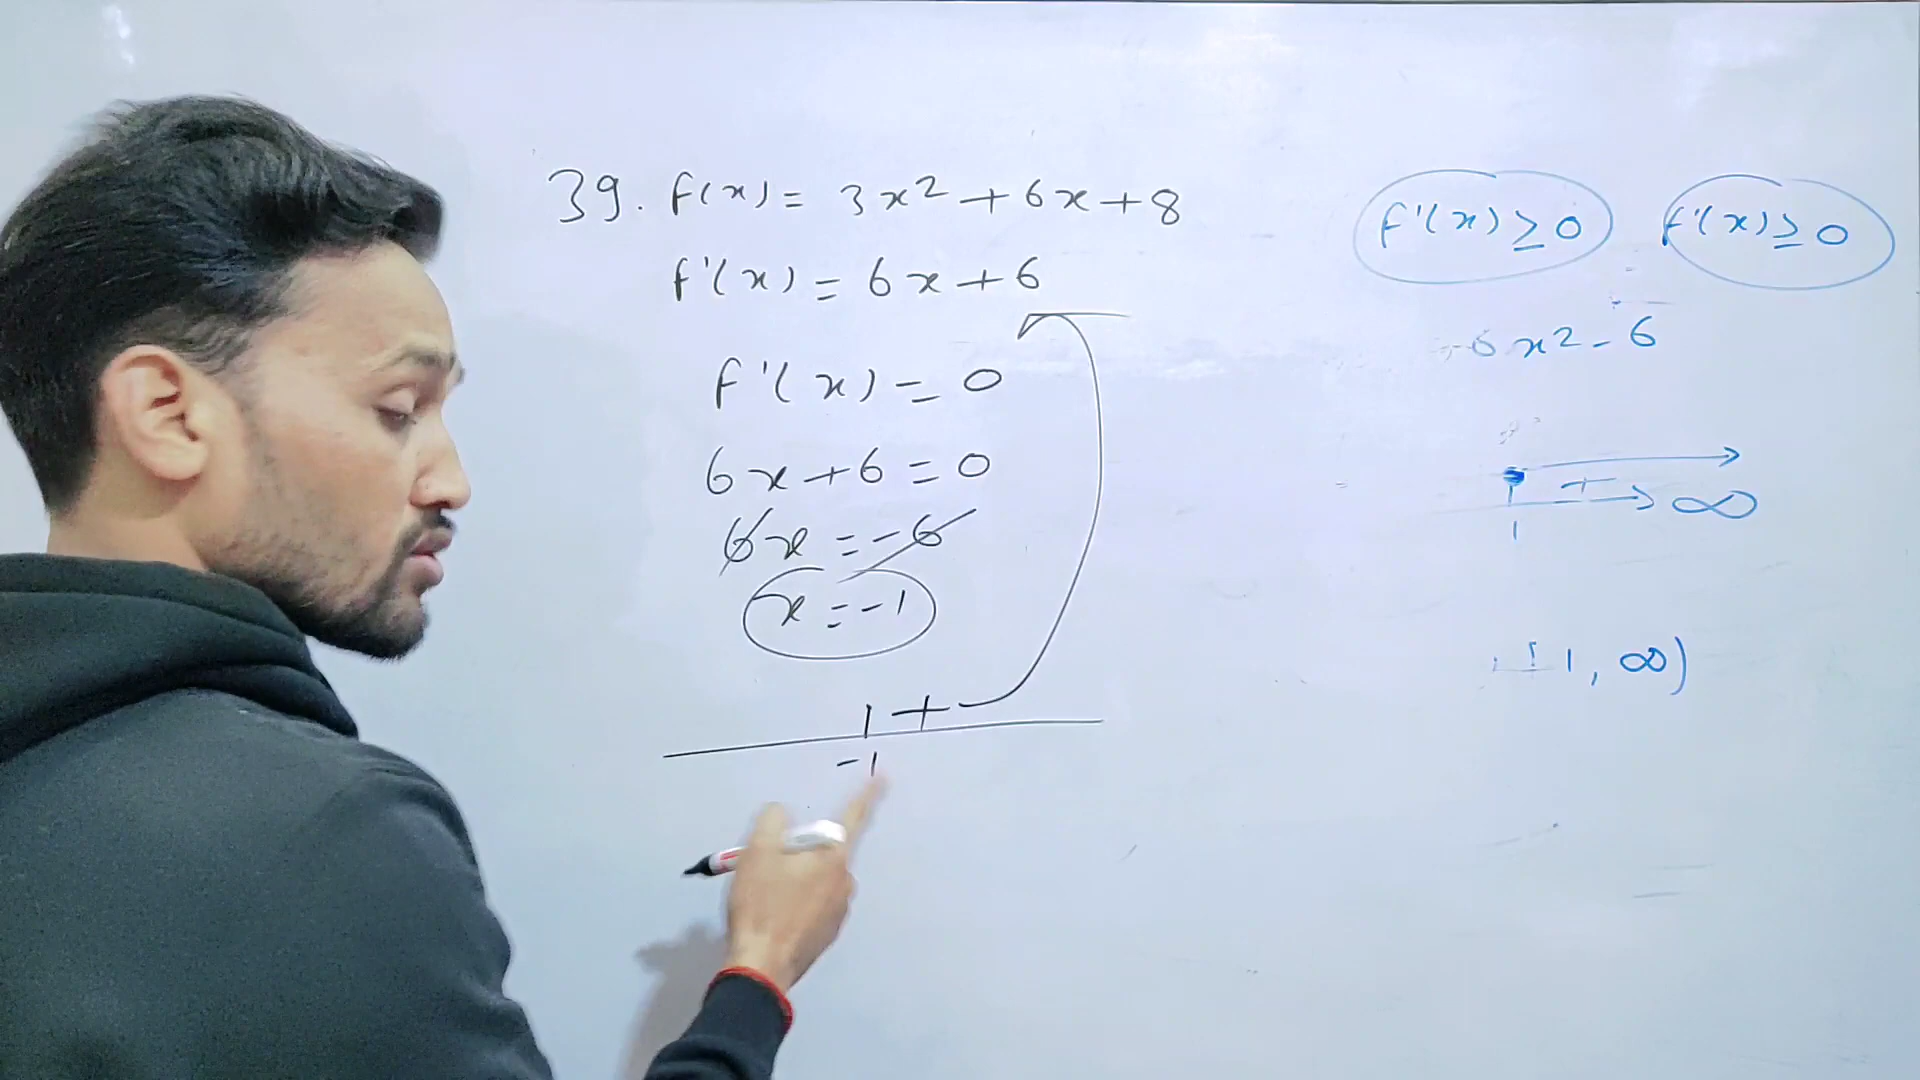 39. f(x) = 3x² + 6x + 8
f'(x) = 6x + 6
f'(x) = 0
6x + 6 = 0
6x = -6
x = -1
+
-1
f'(x) ≥ 0 f'(x) ≥ 0
6x² - 6
+ ∞
1
1, ∞)